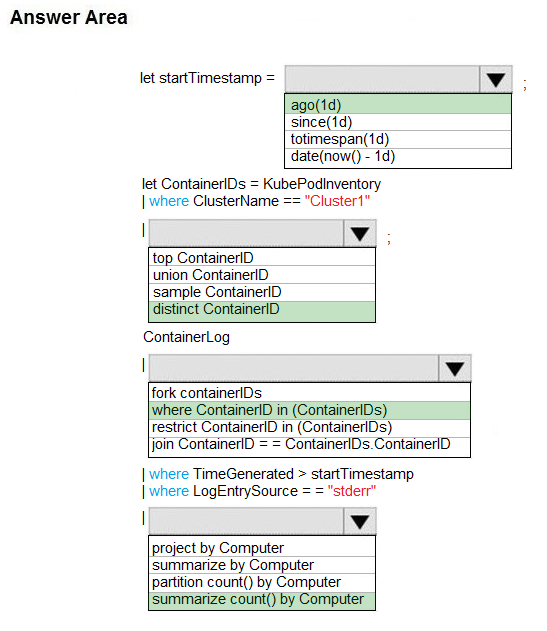 Answer Area
let startTimestamp =
;
ago(1d)
since(1d)
totimespan(1d)
date(now() - 1d)
let ContainerIDs = KubePodInventory
| where ClusterName == "Cluster1"
|
;
top ContainerID
union ContainerID
sample ContainerID
distinct ContainerID
ContainerLog
|
fork containerIDs
where ContainerID in (ContainerIDs)
restrict ContainerID in (ContainerIDs)
join ContainerID = = ContainerIDs.ContainerID
| where TimeGenerated > startTimestamp
| where LogEntrySource = = "stderr"
|
project by Computer
summarize by Computer
partition count() by Computer
summarize count() by Computer